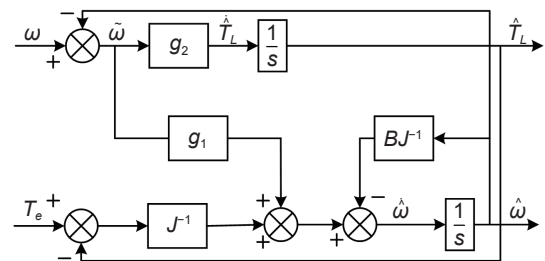 −
ω + ω̃ g₂ T̂̇_L 1/s T̂_L
g₁ BJ⁻¹
T_e + J⁻¹ + + + − ω̂̇ 1/s ω̂
−